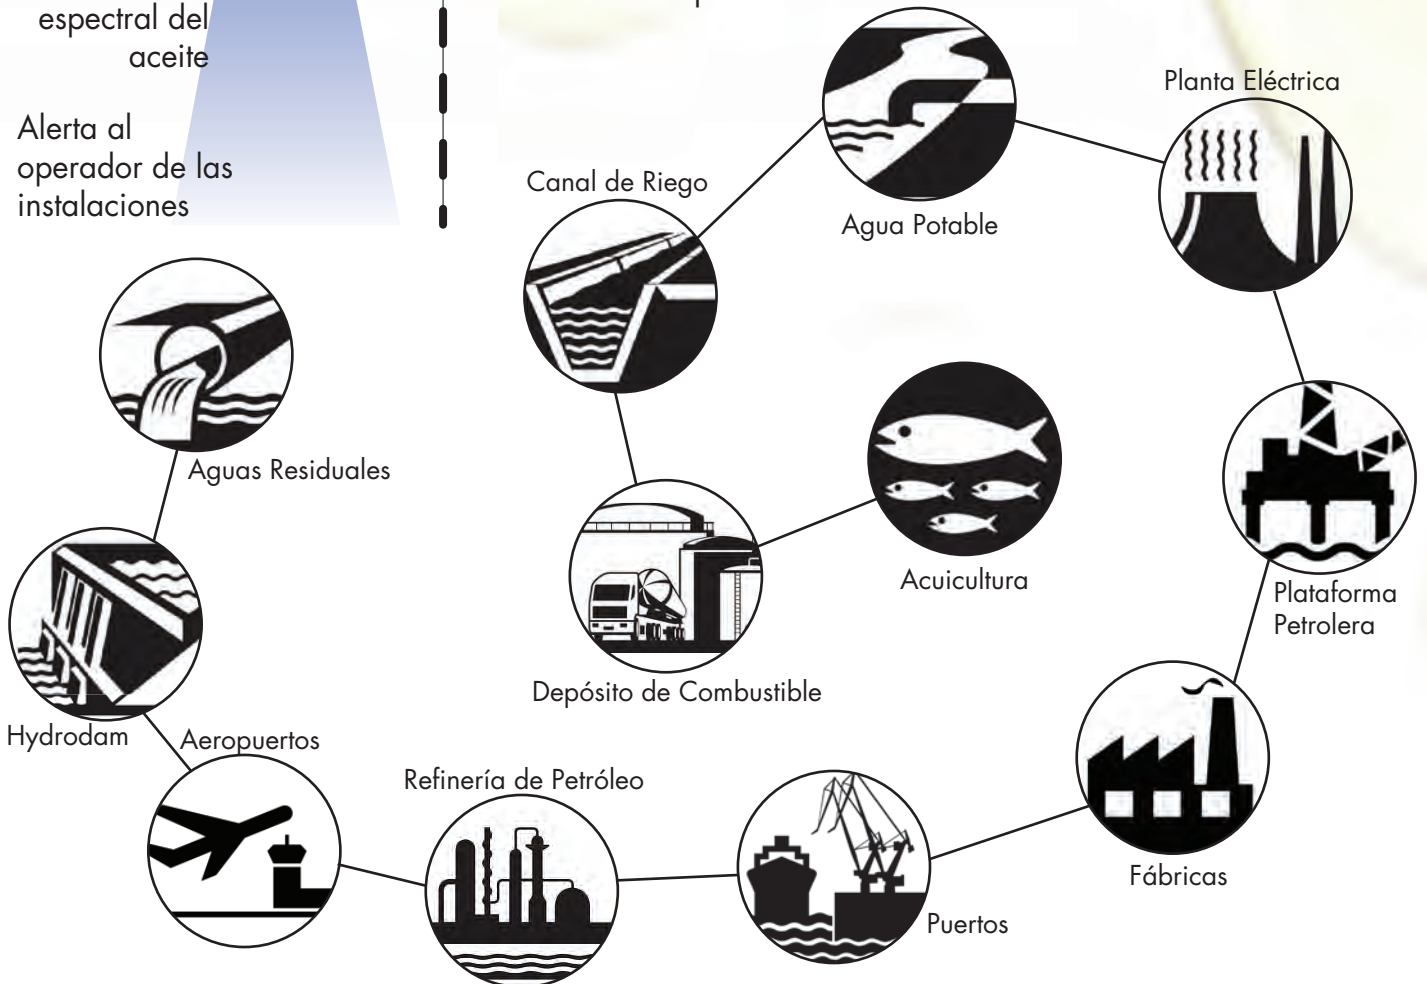 espectral del
aceite
Alerta al
operador de las
instalaciones
Planta Eléctrica
Canal de Riego
Agua Potable
Aguas Residuales
Acuicultura
Plataforma
Petrolera
Depósito de Combustible
Hydrodam
Aeropuertos
Refinería de Petróleo
Fábricas
Puertos